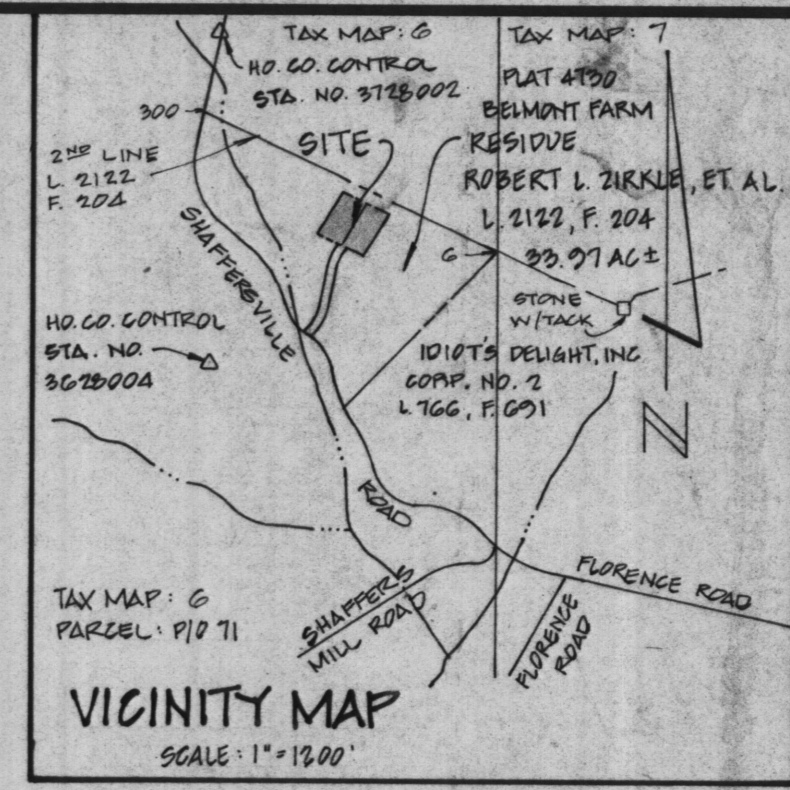 TAX MAP: 6
TAX MAP: 7
HO. CO. CONTROL
STA. NO. 3728002
300
PLAT 4730
BELMONT FARM
RESIDUE
ROBERT L. ZIRKLE, ET AL.
L. 2122, F. 204
33.97 AC ±
2ND LINE
L. 2122
F. 204
SITE
6
SHAFFERSVILLE
STONE
W/TACK
HO. CO. CONTROL
STA. NO.
3628004
IDIOT'S DELIGHT, INC
CORP. NO. 2
L 766, F. 691
N
ROAD
TAX MAP: 6
PARCEL: P/O 71
SHAFFERS
MILL ROAD
FLORENCE ROAD
FLORENCE
ROAD
VICINITY MAP
SCALE: 1" = 1200'